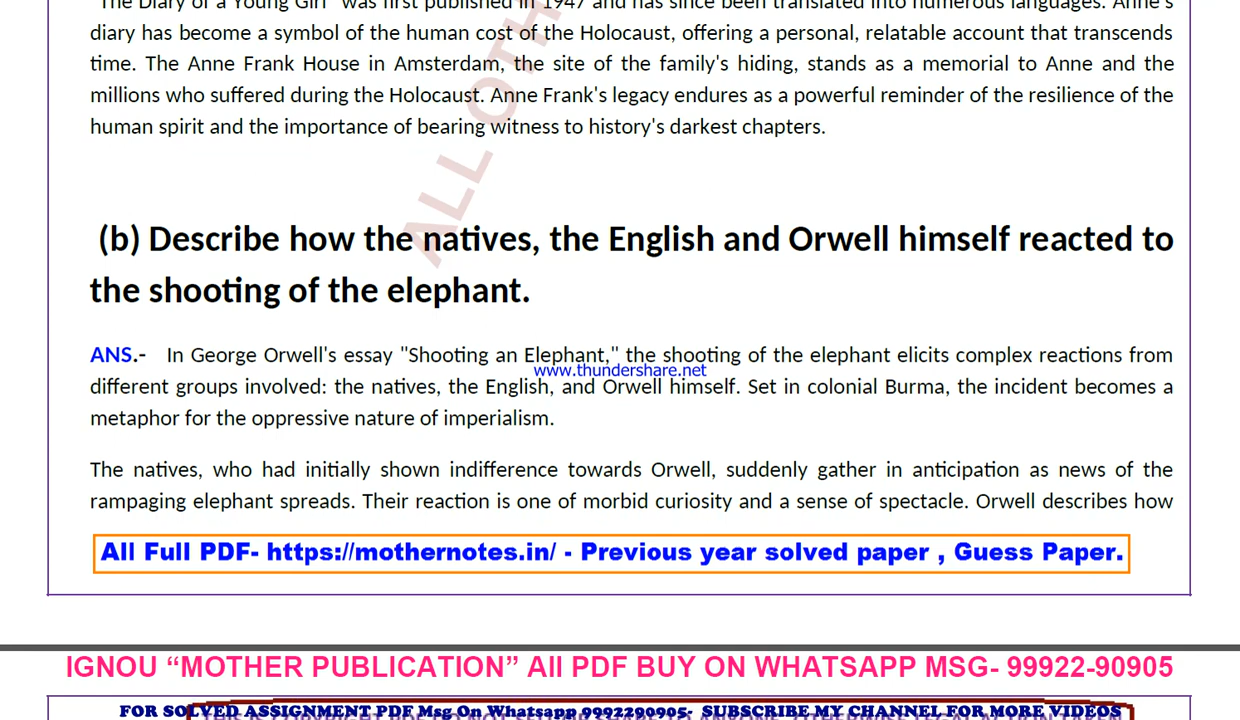 "The Diary of a Young Girl" was first published in 1947 and has since been translated into numerous languages. Anne's
diary has become a symbol of the human cost of the Holocaust, offering a personal, relatable account that transcends
time. The Anne Frank House in Amsterdam, the site of the family's hiding, stands as a memorial to Anne and the
millions who suffered during the Holocaust. Anne Frank's legacy endures as a powerful reminder of the resilience of the
human spirit and the importance of bearing witness to history's darkest chapters.
ALL OTH
(b) Describe how the natives, the English and Orwell himself reacted to
the shooting of the elephant.
ANS.- In George Orwell's essay "Shooting an Elephant," the shooting of the elephant elicits complex reactions from
www.thundershare.net
different groups involved: the natives, the English, and Orwell himself. Set in colonial Burma, the incident becomes a
metaphor for the oppressive nature of imperialism.
The natives, who had initially shown indifference towards Orwell, suddenly gather in anticipation as news of the
rampaging elephant spreads. Their reaction is one of morbid curiosity and a sense of spectacle. Orwell describes how
All Full PDF- https://mothernotes.in/ - Previous year solved paper , Guess Paper.
IGNOU “MOTHER PUBLICATION” All PDF BUY ON WHATSAPP MSG- 99922-90905
FOR SOLVED ASSIGNMENT PDF Msg On Whatsapp 9992290905- SUBSCRIBE MY CHANNEL FOR MORE VIDEOS